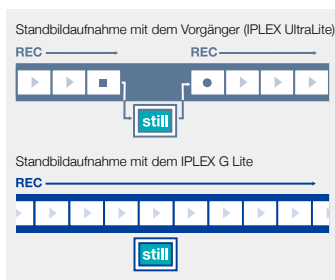 Standbildaufnahme mit dem Vorgänger (IPLEX UltraLite)
REC REC
still
Standbildaufnahme mit dem IPLEX G Lite
REC
still